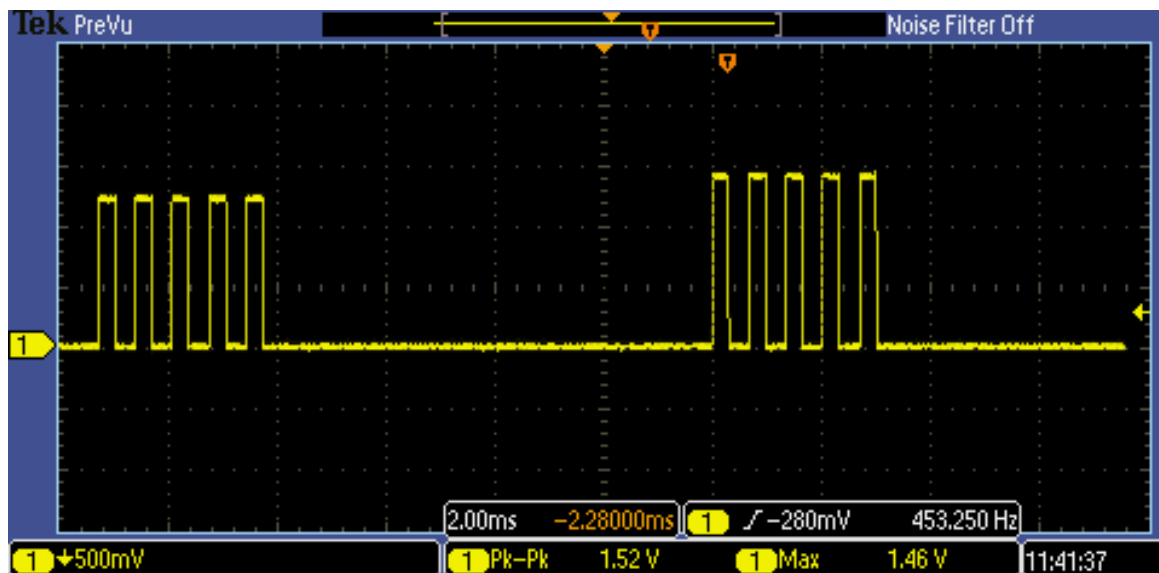 Tek PreVu Noise Filter Off
T
T
1
2.00ms -2.28000ms 1 -280mV 453.250 Hz
1 500mV 1 Pk-Pk 1.52 V 1 Max 1.46 V 11:41:37